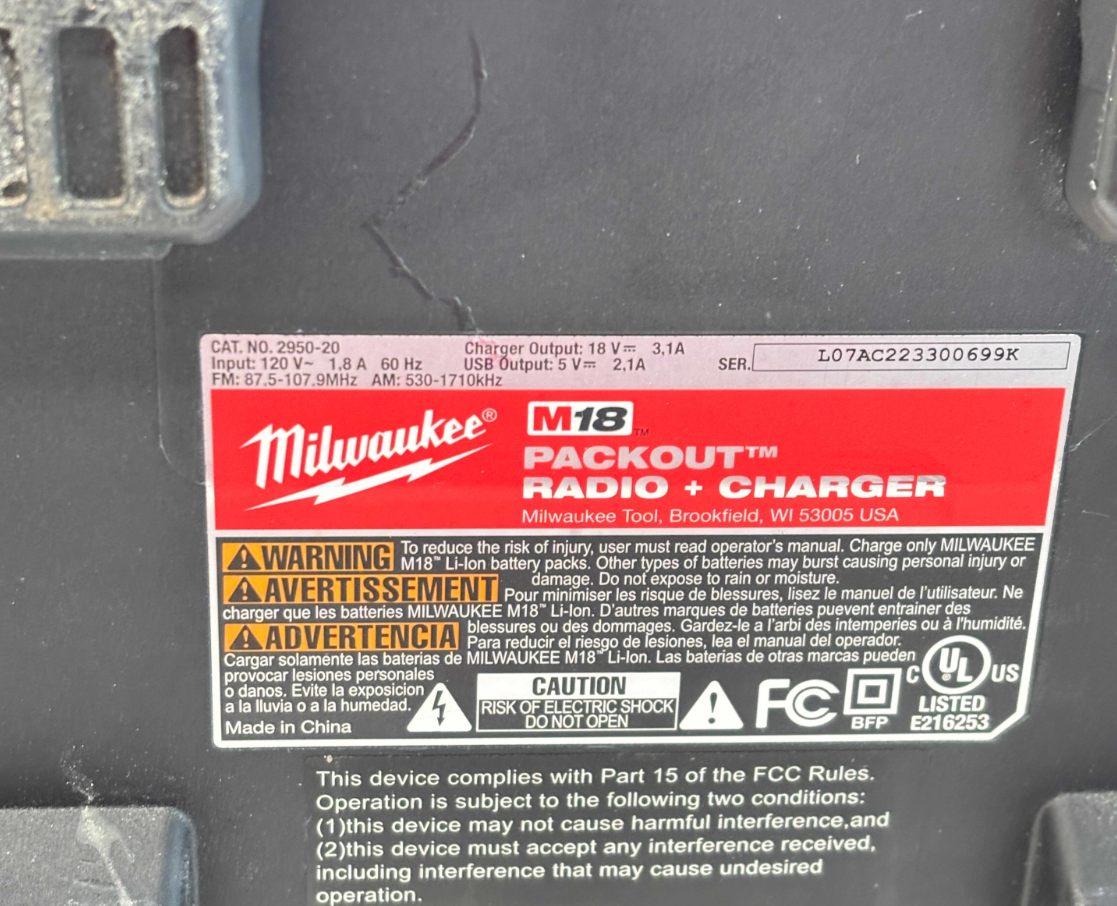 CAT. NO. 2950-20
Input: 120 V~ 1.8 A 60 Hz
FM: 87.5-107.9MHz AM: 530-1710kHz
Charger Output: 18 V⎓ 3,1A
USB Output: 5 V⎓ 2,1A
SER. L07AC223300699K
Milwaukee®
M18™
PACKOUT™
RADIO + CHARGER
Milwaukee Tool, Brookfield, WI 53005 USA
WARNING To reduce the risk of injury, user must read operator's manual. Charge only MILWAUKEE
M18™ Li-Ion battery packs. Other types of batteries may burst causing personal injury or
damage. Do not expose to rain or moisture.
AVERTISSEMENT Pour minimiser les risque de blessures, lisez le manuel de l'utilisateur. Ne
charger que les batteries MILWAUKEE M18™ Li-Ion. D'autres marques de batteries puevent entrainer des
blessures ou des dommages. Gardez-le a l'arbi des intemperies ou à l'humidité.
ADVERTENCIA Para reducir el riesgo de lesiones, lea el manual del operador.
Cargar solamente las baterias de MILWAUKEE M18™ Li-Ion. Las baterias de otras marcas pueden
provocar lesiones personales
o danos. Evite la exposicion
a la lluvia o a la humedad.
Made in China
CAUTION
RISK OF ELECTRIC SHOCK
DO NOT OPEN
FC
BFP
C UL US
LISTED
E216253
This device complies with Part 15 of the FCC Rules.
Operation is subject to the following two conditions:
(1)this device may not cause harmful interference,and
(2)this device must accept any interference received,
including interference that may cause undesired
operation.